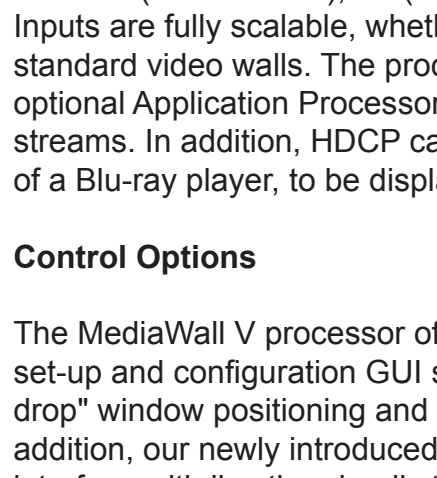 Inputs are fully scalable, wheth
standard video walls. The proc
optional Application Processor
streams. In addition, HDCP ca
of a Blu-ray player, to be displa
Control Options
The MediaWall V processor of
set-up and configuration GUI s
drop" window positioning and
addition, our newly introduced